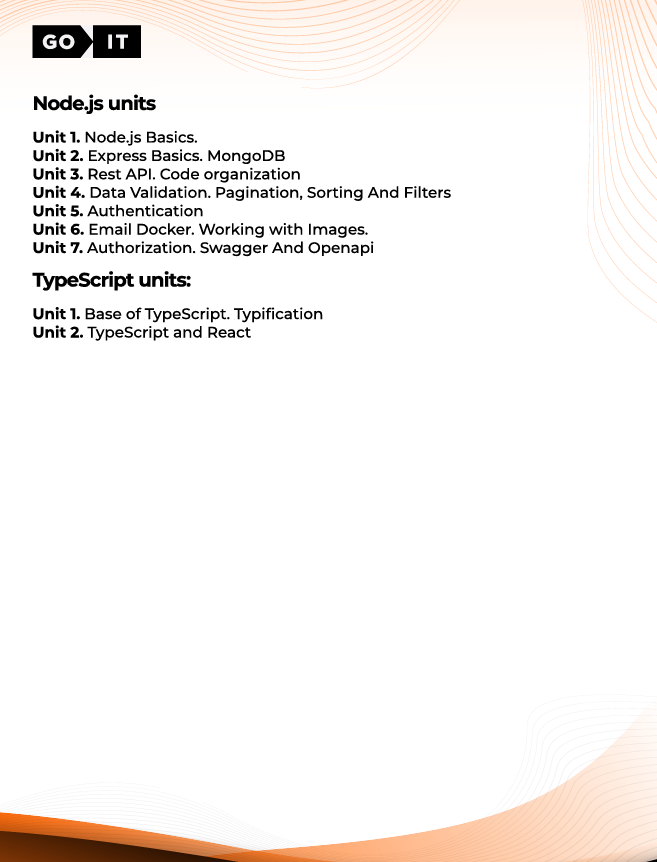 GO IT
Node.js units
Unit 1. Node.js Basics.
Unit 2. Express Basics. MongoDB
Unit 3. Rest API. Code organization
Unit 4. Data Validation. Pagination, Sorting And Filters
Unit 5. Authentication
Unit 6. Email Docker. Working with Images.
Unit 7. Authorization. Swagger And Openapi
TypeScript units:
Unit 1. Base of TypeScript. Typification
Unit 2. TypeScript and React